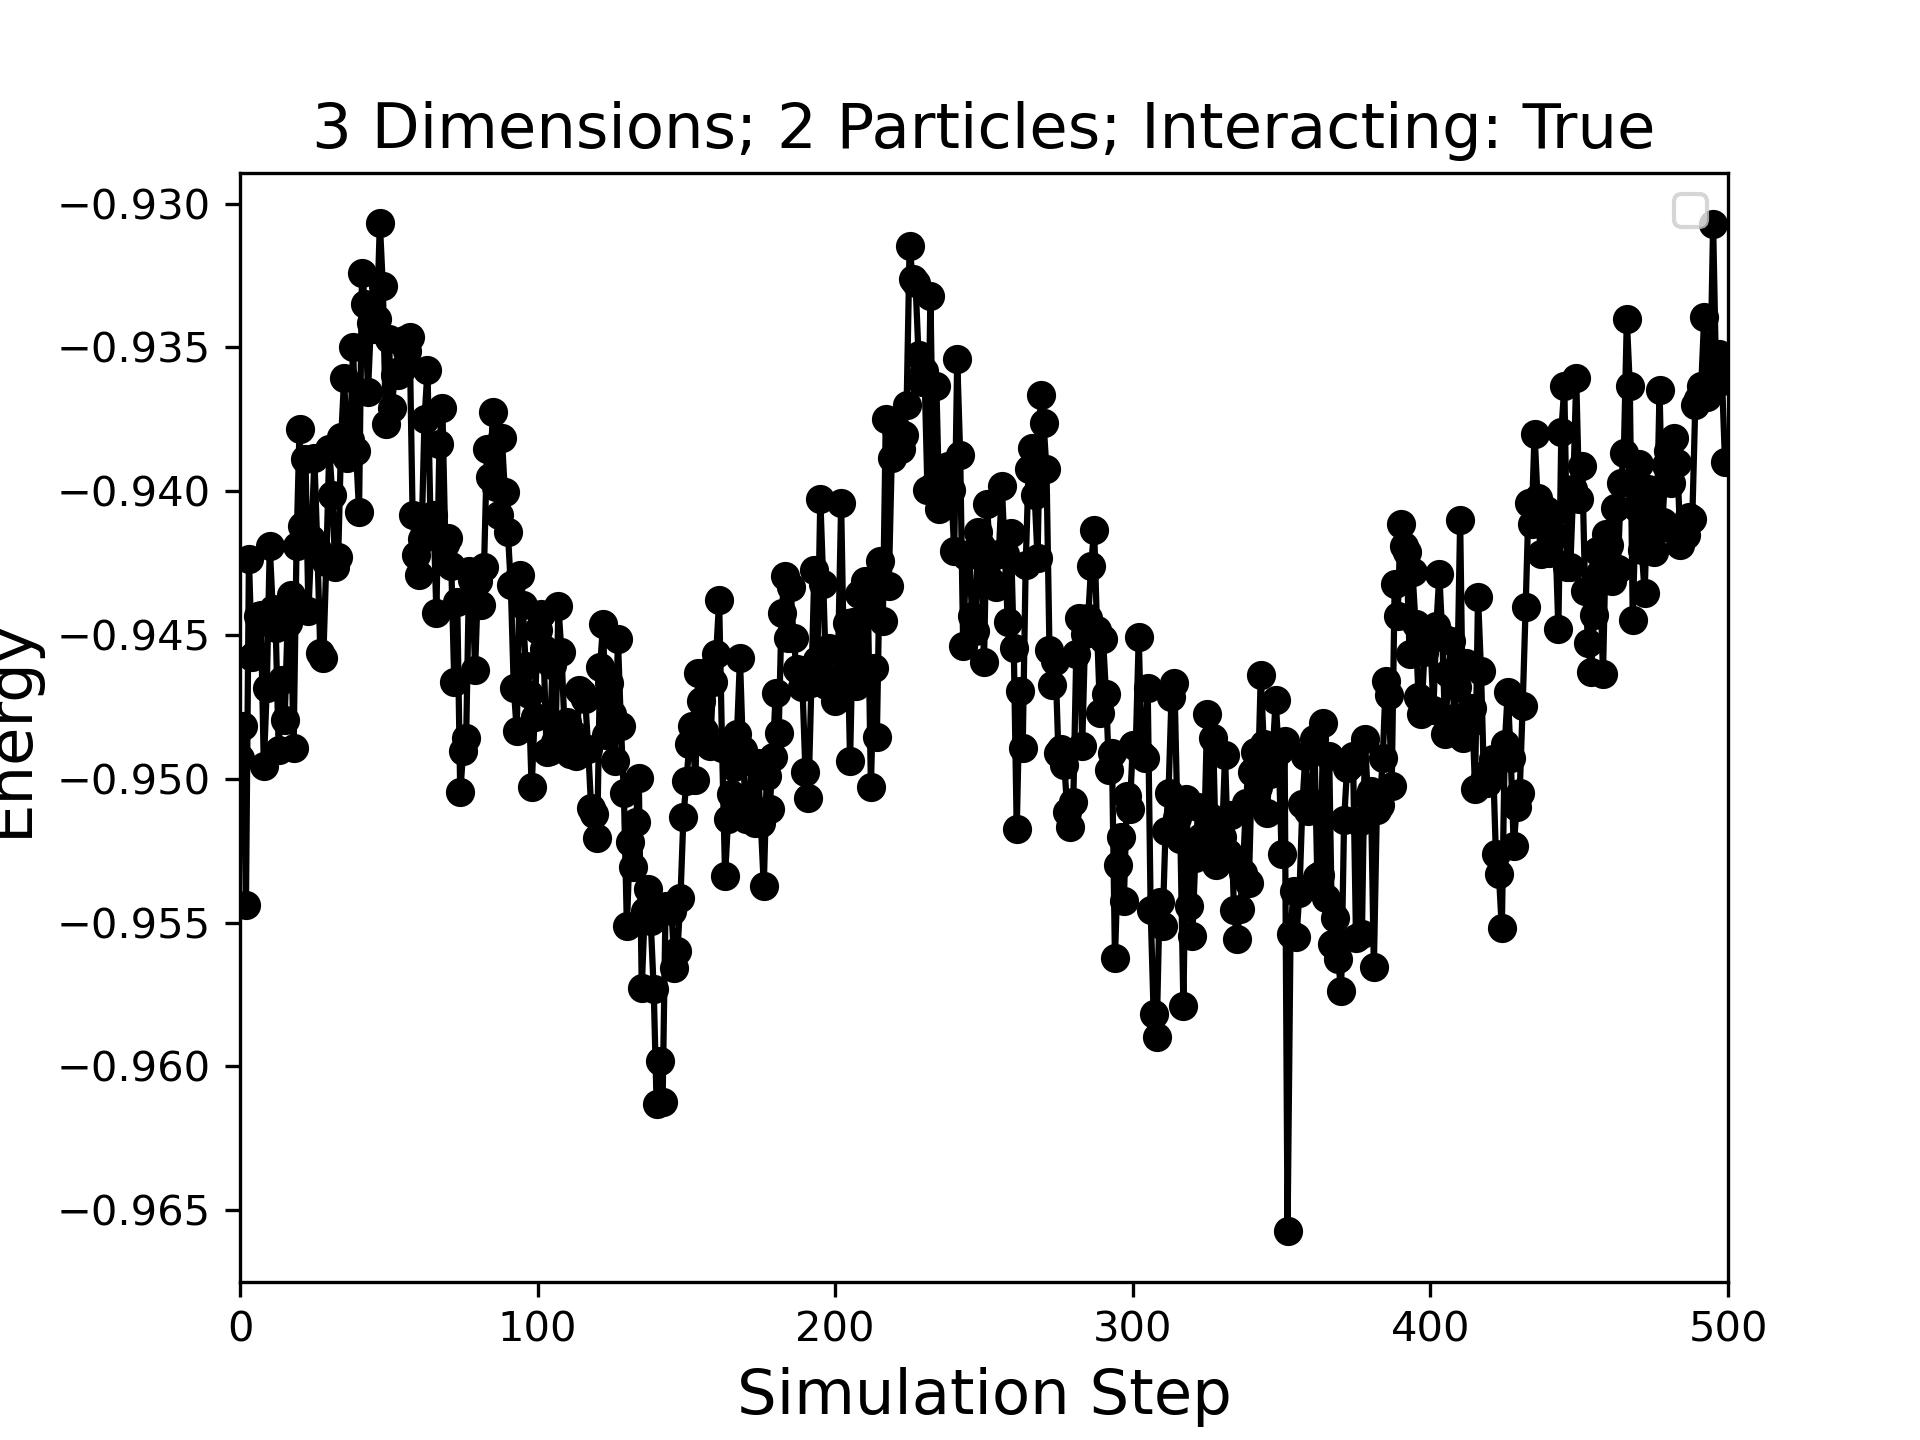 3 Dimensions; 2 Particles; Interacting: True
−0.930
−0.935
−0.940
−0.945
−0.950
−0.955
−0.960
−0.965
Energy
0 100 200 300 400 500
Simulation Step